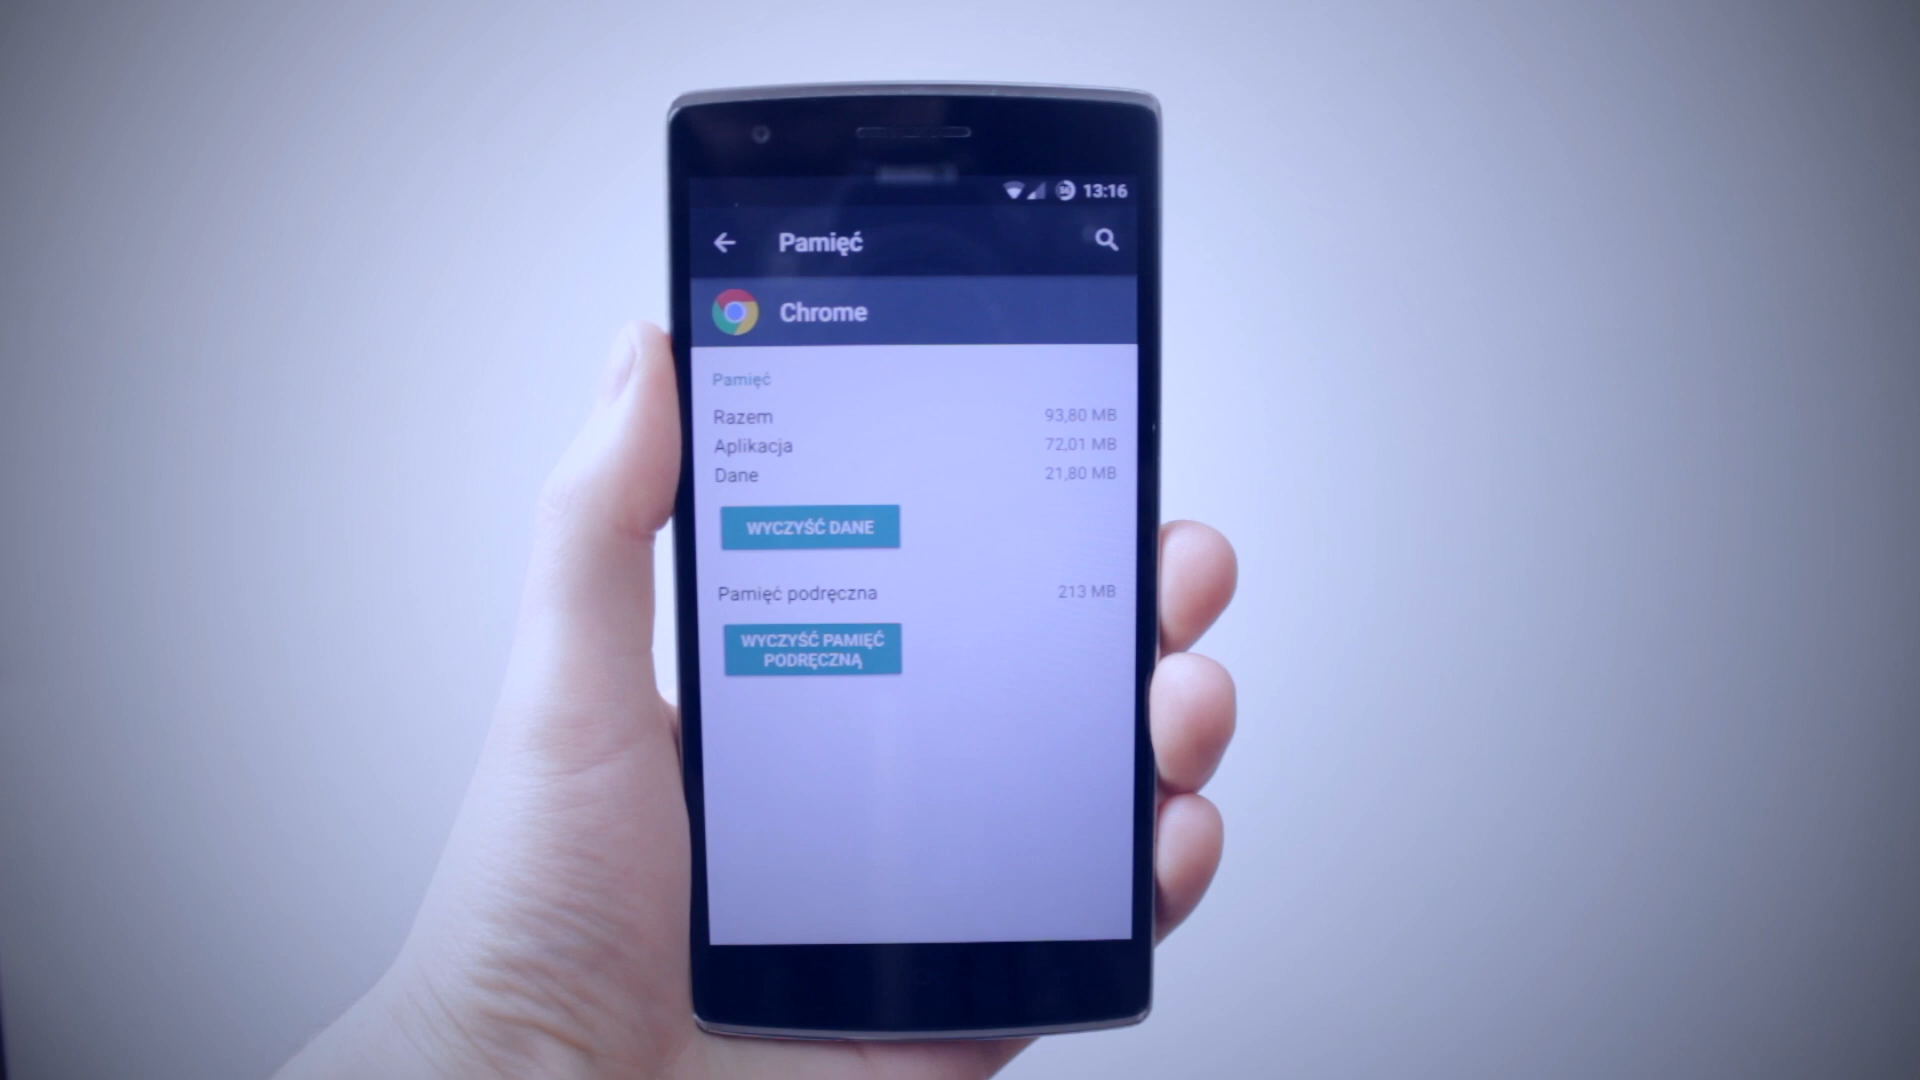 13:16
Pamięć
Chrome
Pamięć
Razem 93,80 MB
Aplikacja 72,01 MB
Dane 21,80 MB
WYCZYŚĆ DANE
Pamięć podręczna 213 MB
WYCZYŚĆ PAMIĘĆ
PODRĘCZNĄ